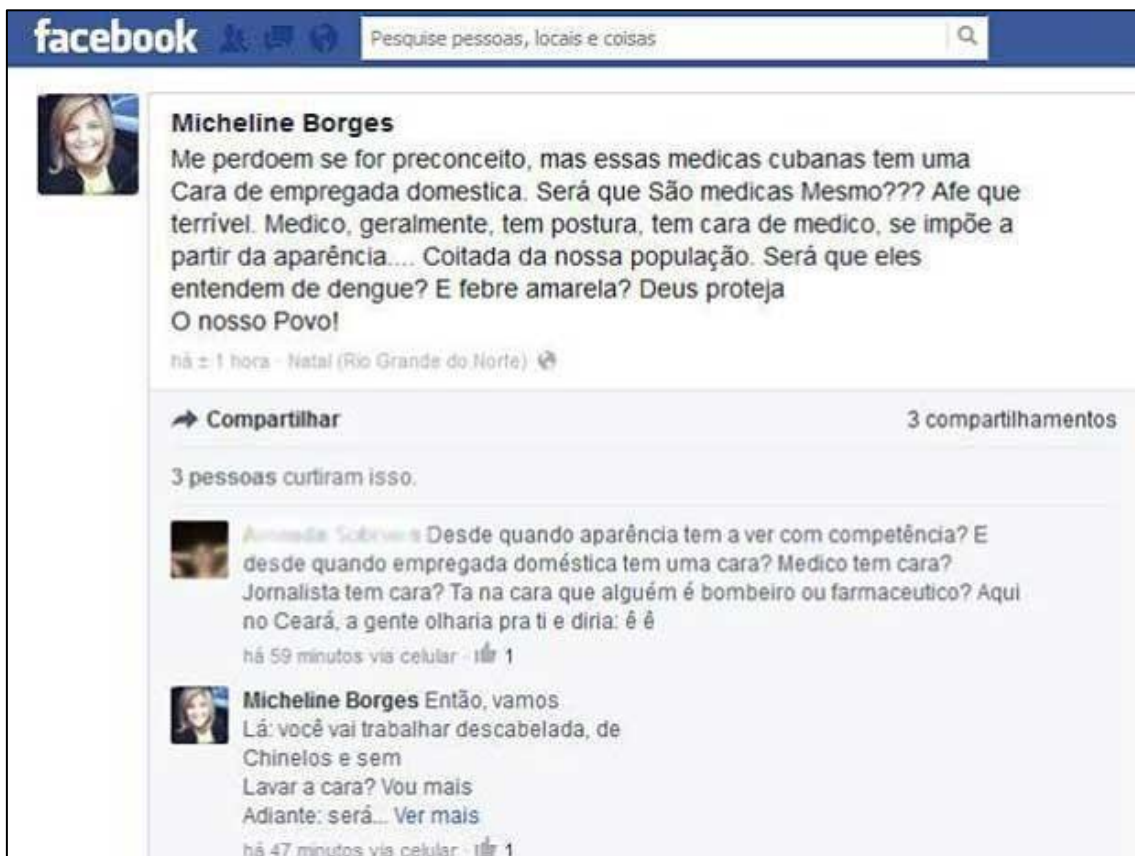 facebook
Pesquise pessoas, locais e coisas
Micheline Borges
Me perdoem se for preconceito, mas essas medicas cubanas tem uma
Cara de empregada domestica. Será que São medicas Mesmo??? Afe que
terrível. Medico, geralmente, tem postura, tem cara de medico, se impõe a
partir da aparência.... Coitada da nossa população. Será que eles
entendem de dengue? E febre amarela? Deus proteja
O nosso Povo!
há ± 1 hora · Natal (Rio Grande do Norte)
Compartilhar
3 compartilhamentos
3 pessoas curtiram isso.
Desde quando aparência tem a ver com competência? E
desde quando empregada doméstica tem uma cara? Medico tem cara?
Jornalista tem cara? Ta na cara que alguém é bombeiro ou farmaceutico? Aqui
no Ceará, a gente olharia pra ti e diria: ê ê
há 59 minutos via celular · 1
Micheline Borges Então, vamos
Lá: você vai trabalhar descabelada, de
Chinelos e sem
Lavar a cara? Vou mais
Adiante: será... Ver mais
há 47 minutos via celular · 1